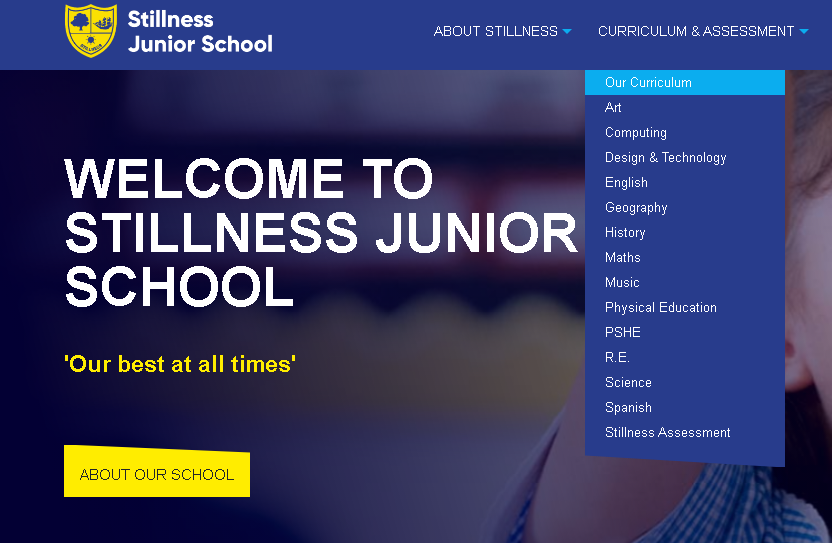 Stillness
Junior School
ABOUT STILLNESS
CURRICULUM & ASSESSMENT
Our Curriculum
Art
Computing
Design & Technology
English
Geography
History
Maths
Music
Physical Education
PSHE
R.E.
Science
Spanish
Stillness Assessment
WELCOME TO
STILLNESS JUNIOR
SCHOOL
'Our best at all times'
ABOUT OUR SCHOOL